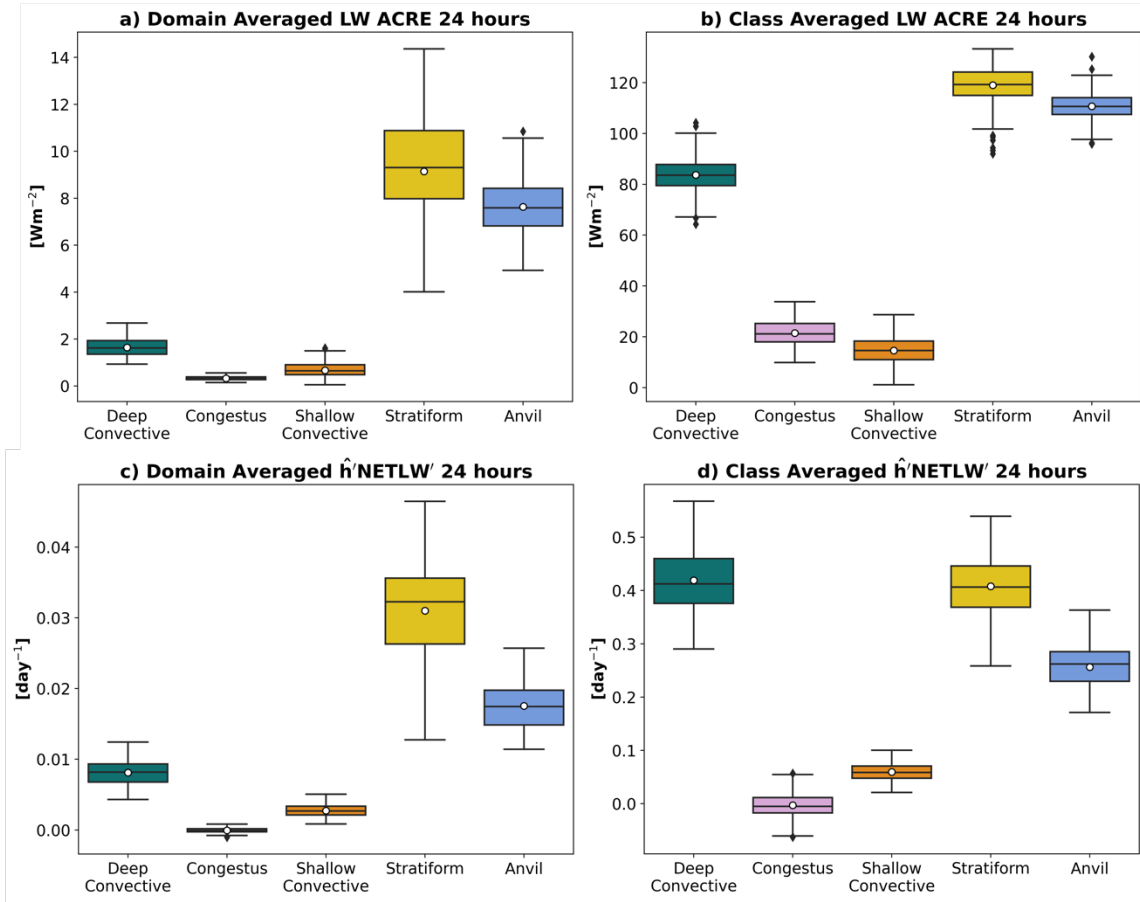 a) Domain Averaged LW ACRE 24 hours
[Wm⁻²]
14
12
10
8
6
4
2
0
Deep Convective
Congestus
Shallow Convective
Stratiform
Anvil
b) Class Averaged LW ACRE 24 hours
[Wm⁻²]
120
100
80
60
40
20
0
Deep Convective
Congestus
Shallow Convective
Stratiform
Anvil
c) Domain Averaged ĥ′NETLW′ 24 hours
[day⁻¹]
0.04
0.03
0.02
0.01
0.00
Deep Convective
Congestus
Shallow Convective
Stratiform
Anvil
d) Class Averaged ĥ′NETLW′ 24 hours
[day⁻¹]
0.5
0.4
0.3
0.2
0.1
0.0
Deep Convective
Congestus
Shallow Convective
Stratiform
Anvil